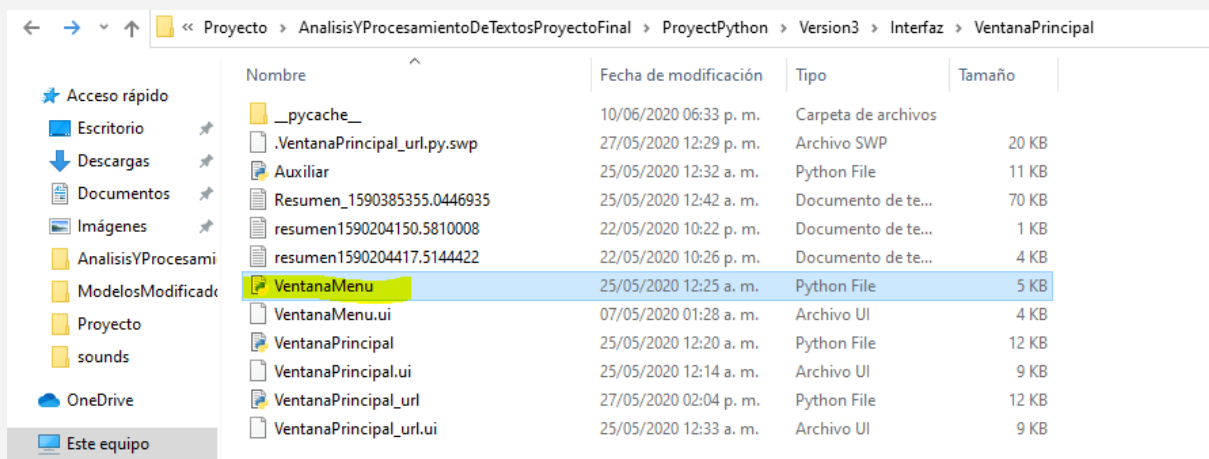 « Proyecto > AnalisisYProcesamientoDeTextosProyectoFinal > ProyectPython > Version3 > Interfaz > VentanaPrincipal
Acceso rápido
Escritorio
Descargas
Documentos
Imágenes
AnalisisYProcesami
ModelosModificado
Proyecto
sounds
OneDrive
Este equipo
Nombre Fecha de modificación Tipo Tamaño
__pycache__ 10/06/2020 06:33 p. m. Carpeta de archivos
.VentanaPrincipal_url.py.swp 27/05/2020 12:29 p. m. Archivo SWP 20 KB
Auxiliar 25/05/2020 12:32 a. m. Python File 11 KB
Resumen_1590385355.0446935 25/05/2020 12:42 a. m. Documento de te... 70 KB
resumen1590204150.5810008 22/05/2020 10:22 p. m. Documento de te... 1 KB
resumen1590204417.5144422 22/05/2020 10:26 p. m. Documento de te... 4 KB
VentanaMenu 25/05/2020 12:25 a. m. Python File 5 KB
VentanaMenu.ui 07/05/2020 01:28 a. m. Archivo UI 4 KB
VentanaPrincipal 25/05/2020 12:20 a. m. Python File 12 KB
VentanaPrincipal.ui 25/05/2020 12:14 a. m. Archivo UI 9 KB
VentanaPrincipal_url 27/05/2020 02:04 p. m. Python File 12 KB
VentanaPrincipal_url.ui 25/05/2020 12:33 a. m. Archivo UI 9 KB